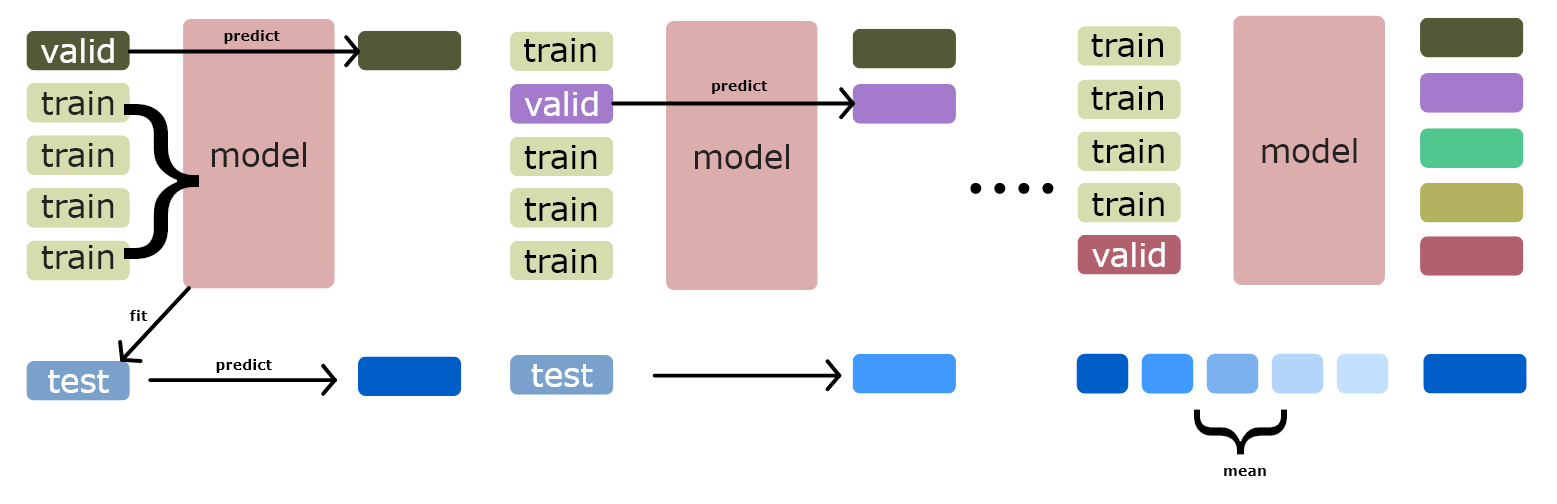 valid
predict
train
train
model
train
train
fit
test
predict
train
valid
predict
train
model
train
train
test
train
train
train
model
train
valid
mean